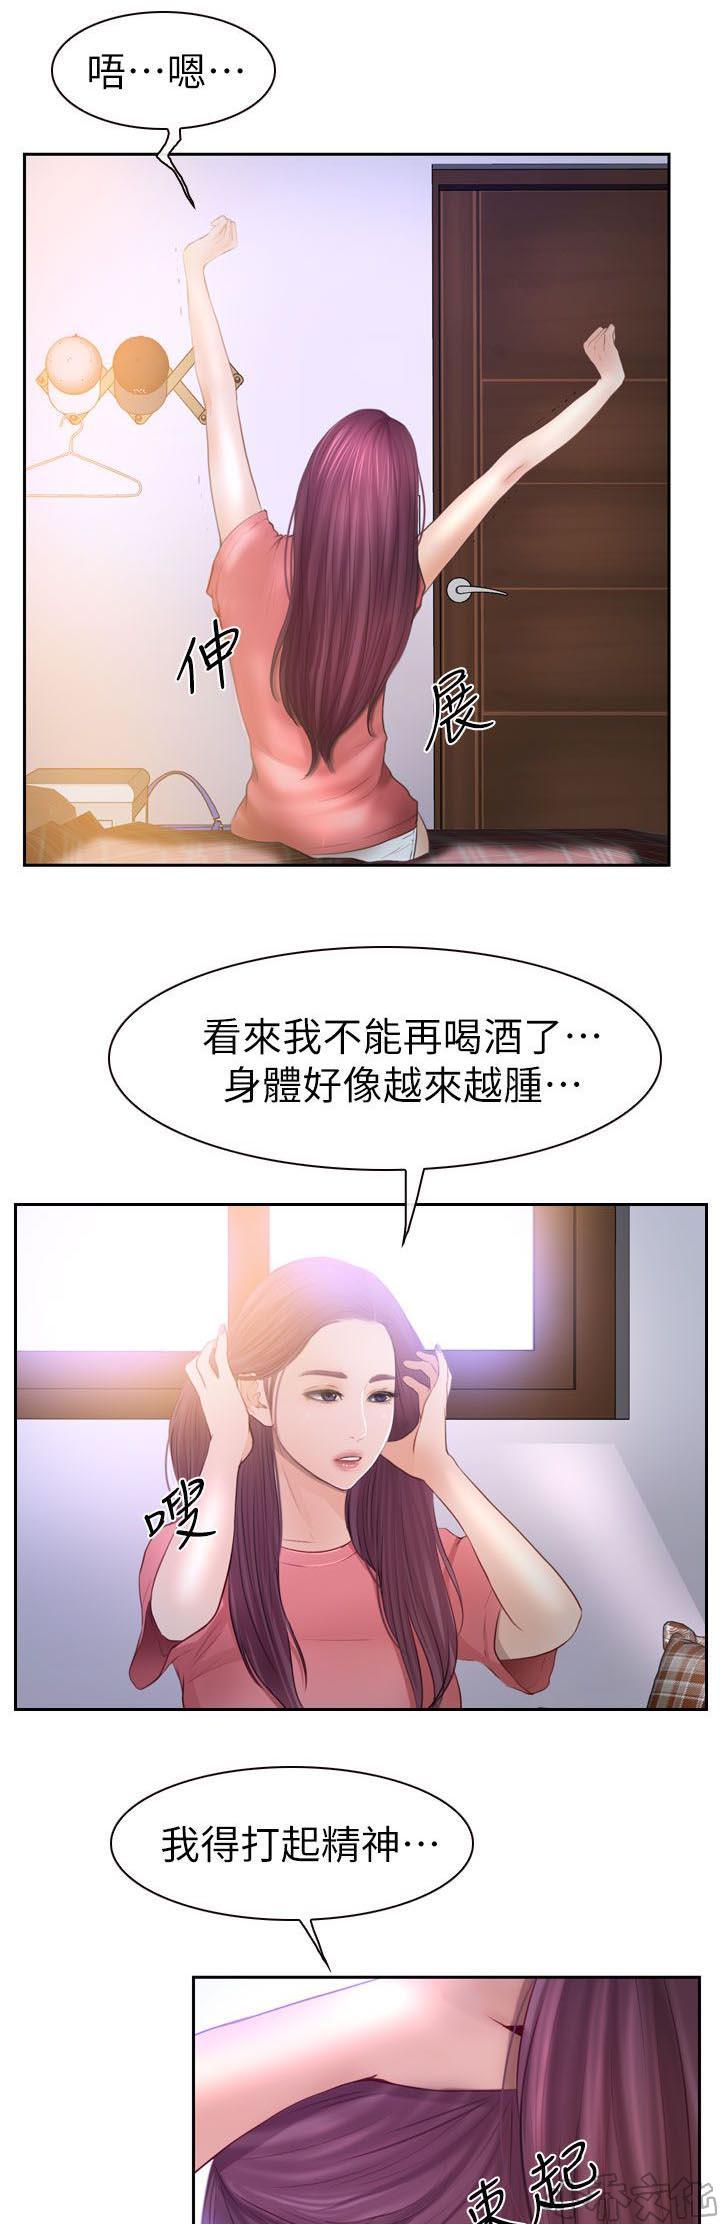 唔⋯嗯⋯
伸
展
看來我不能再喝酒了⋯
身體好像越來越腫⋯
嗖
我得打起精神⋯
束起